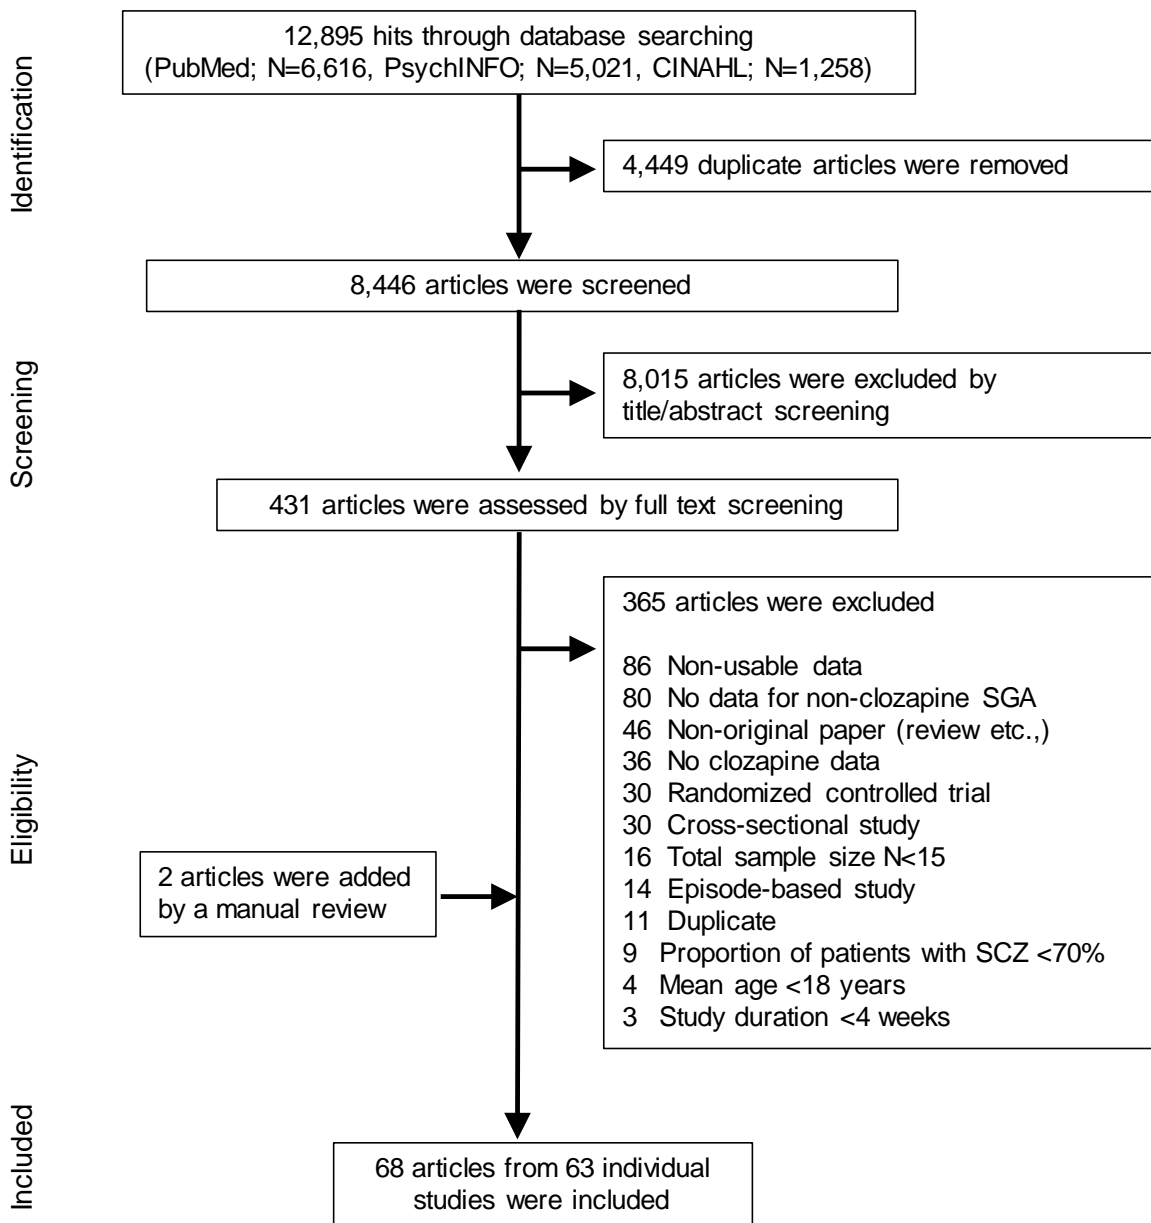 12,895 hits through database searching
(PubMed; N=6,616, PsychINFO; N=5,021, CINAHL; N=1,258)
Identification
4,449 duplicate articles were removed
8,446 articles were screened
Screening
8,015 articles were excluded by
title/abstract screening
431 articles were assessed by full text screening
Eligibility
365 articles were excluded
86 Non-usable data
80 No data for non-clozapine SGA
46 Non-original paper (review etc.,)
36 No clozapine data
30 Randomized controlled trial
30 Cross-sectional study
16 Total sample size N<15
14 Episode-based study
11 Duplicate
9 Proportion of patients with SCZ <70%
4 Mean age <18 years
3 Study duration <4 weeks
2 articles were added
by a manual review
Included
68 articles from 63 individual
studies were included